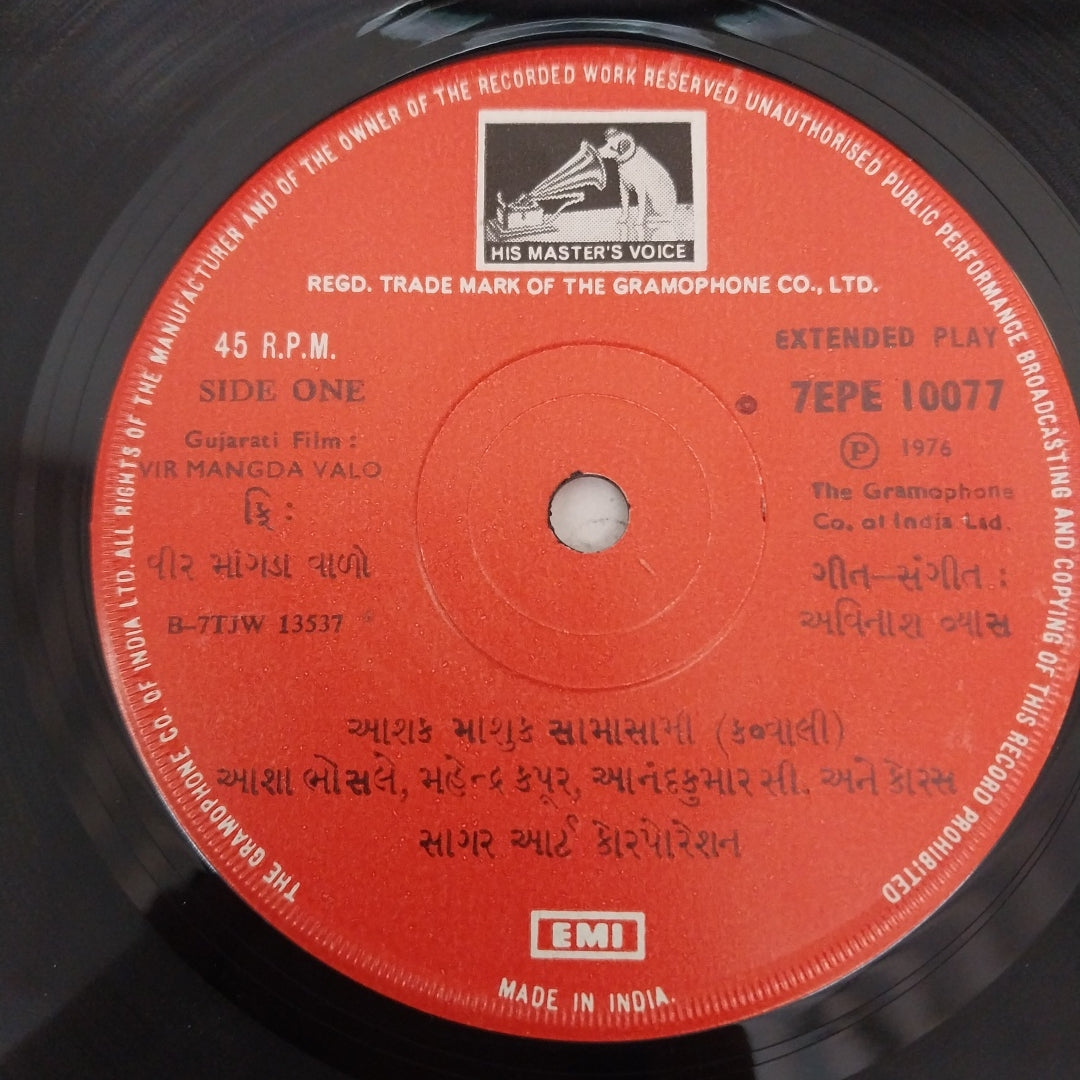 THE GRAMOPHONE CO. OF INDIA LTD. ALL RIGHTS OF THE MANUFACTURER AND OF THE OWNER OF THE RECORDED WORK RESERVED UNAUTHORISED PUBLIC PERFORMANCE BROADCASTING AND COPYING OF THIS RECORD PROHIBITED
HIS MASTER'S VOICE
REGD. TRADE MARK OF THE GRAMOPHONE CO., LTD.
45 R.P.M.
SIDE ONE
Gujarati Film :
VIR MANGDA VALO
ફિ :
વીર માંગડા વાળો
B–7TJW 13537
EXTENDED PLAY
7EPE 10077
℗ 1976
The Gramophone
Co. of India Ltd.
ગીત–સંગીત :
અવિનાશ વ્યાસ
આશક માશુક સામાસામી (કવ્વાલી)
આશા ભોસલે, મહેન્દ્ર કપૂર, આનંદકુમાર સી. અને કોરસ
સાગર આર્ટ કોરપોરેશન
EMI
MADE IN INDIA.